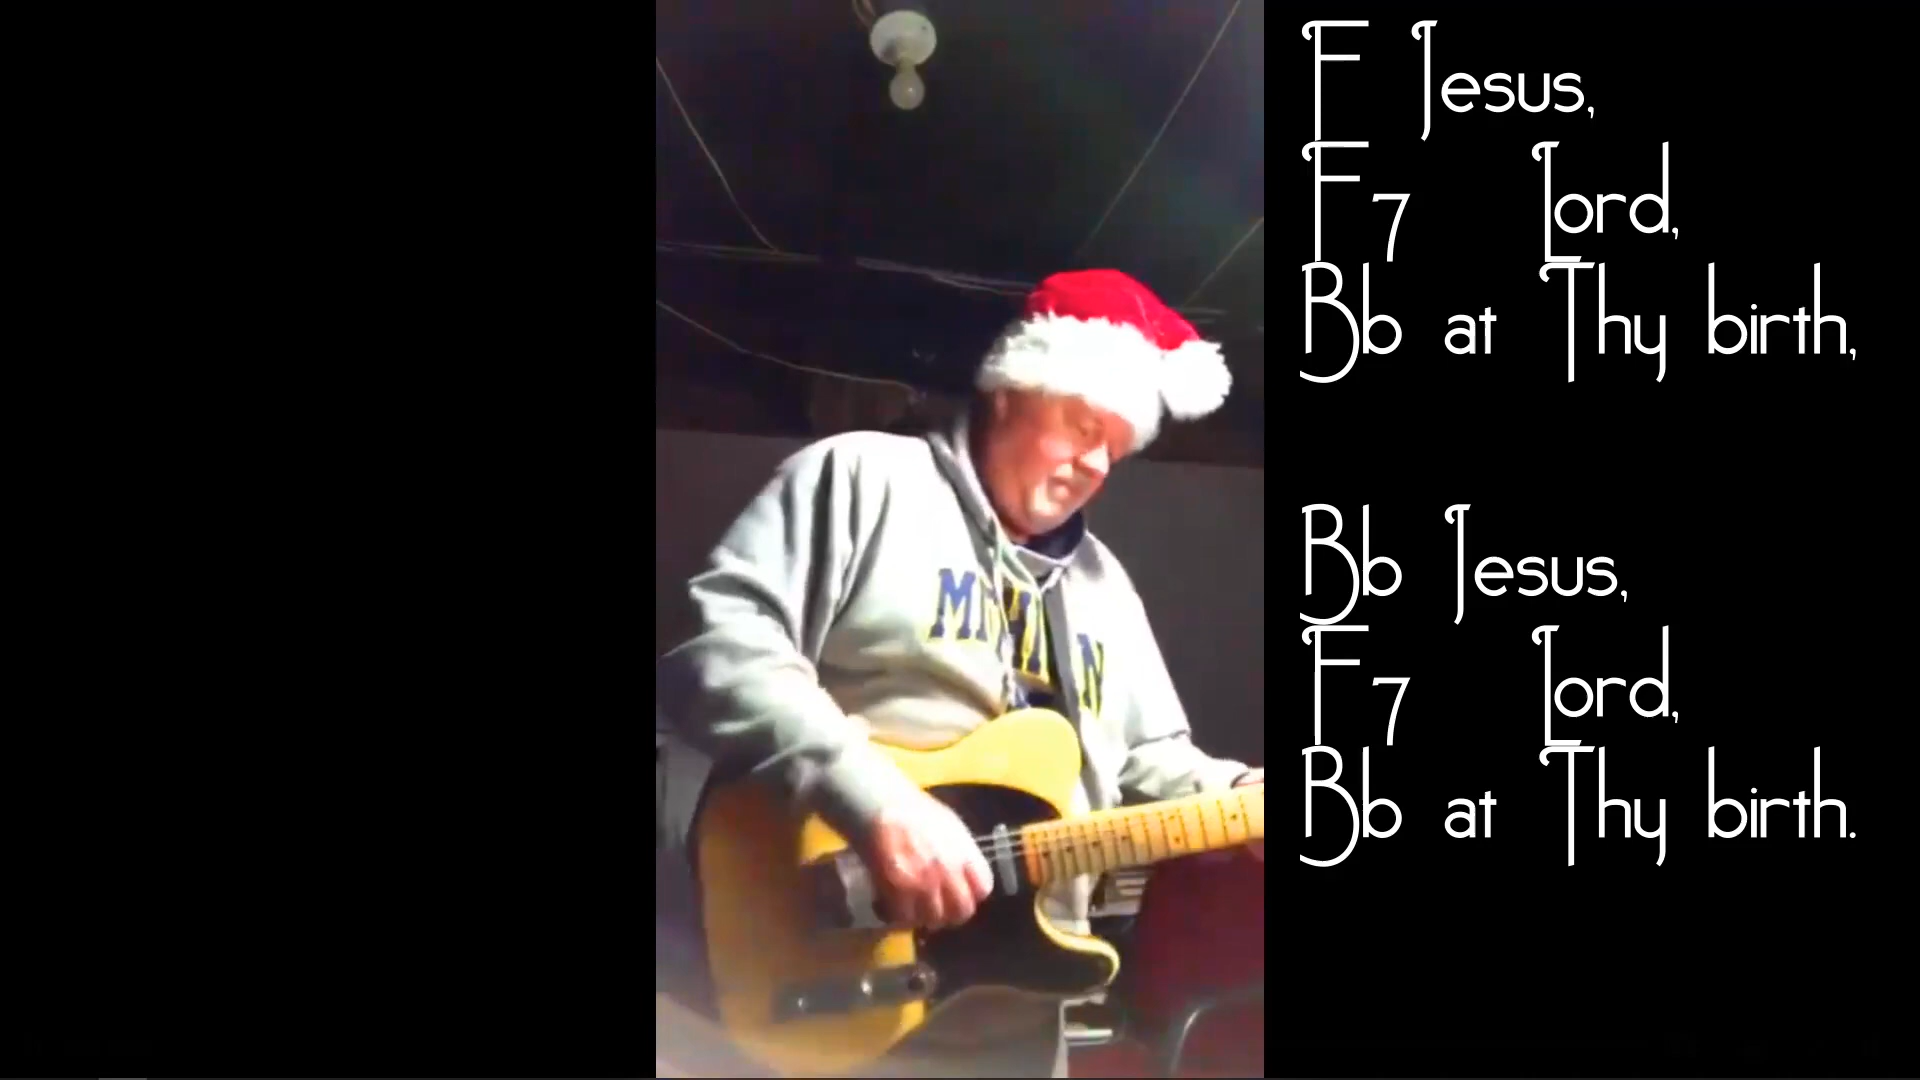 F Jesus,
F7 Lord,
Bb at Thy birth,
Bb Jesus,
F7 Lord,
Bb at Thy birth.